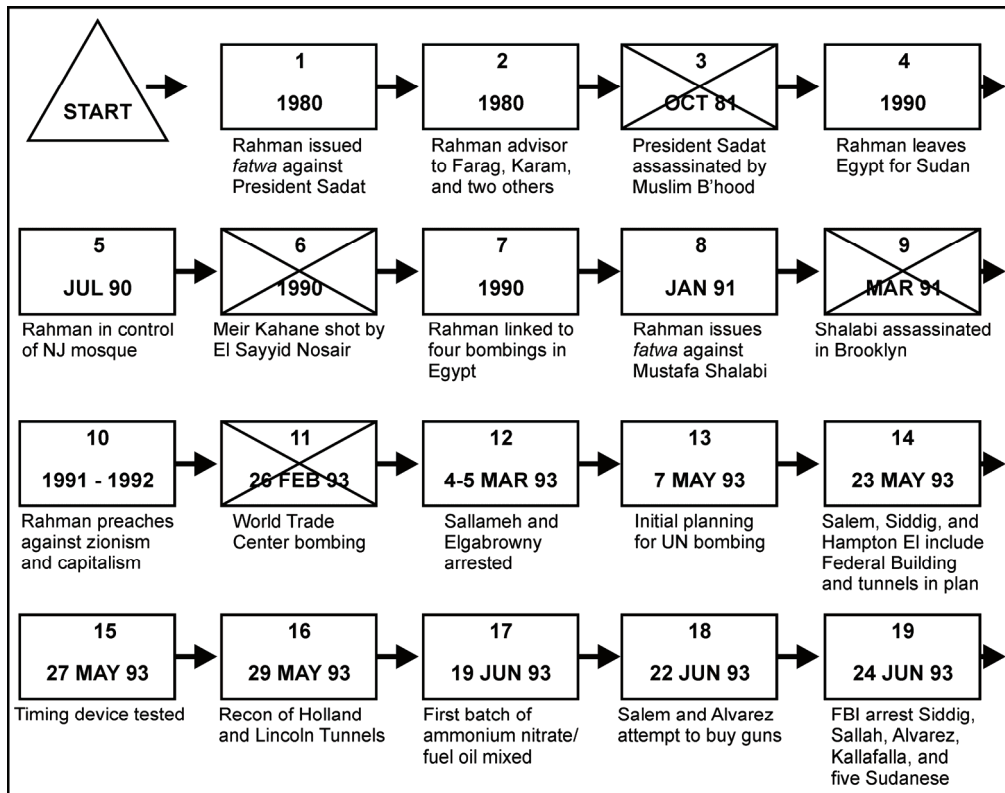 START
1
1980
Rahman issued
fatwa against
President Sadat
2
1980
Rahman advisor
to Farag, Karam,
and two others
3
OCT 81
President Sadat
assassinated by
Muslim B'hood
4
1990
Rahman leaves
Egypt for Sudan
5
JUL 90
Rahman in control
of NJ mosque
6
1990
Meir Kahane shot by
El Sayyid Nosair
7
1990
Rahman linked to
four bombings in
Egypt
8
JAN 91
Rahman issues
fatwa against
Mustafa Shalabi
9
MAR 91
Shalabi assassinated
in Brooklyn
10
1991 - 1992
Rahman preaches
against zionism
and capitalism
11
26 FEB 93
World Trade
Center bombing
12
4-5 MAR 93
Sallameh and
Elgabrowny
arrested
13
7 MAY 93
Initial planning
for UN bombing
14
23 MAY 93
Salem, Siddig, and
Hampton El include
Federal Building
and tunnels in plan
15
27 MAY 93
Timing device tested
16
29 MAY 93
Recon of Holland
and Lincoln Tunnels
17
19 JUN 93
First batch of
ammonium nitrate/
fuel oil mixed
18
22 JUN 93
Salem and Alvarez
attempt to buy guns
19
24 JUN 93
FBI arrest Siddig,
Sallah, Alvarez,
Kallafalla, and
five Sudanese